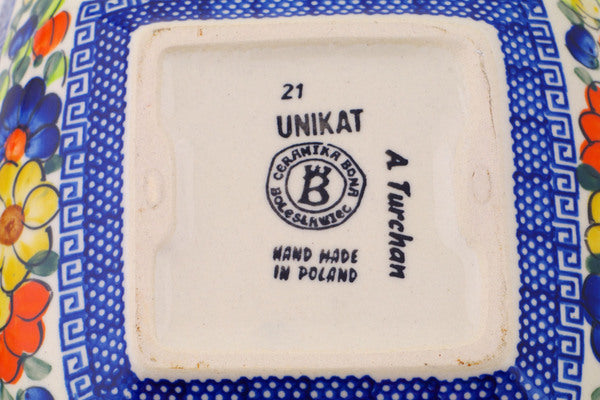 21
UNIKAT
CERAMIKA BONA
B
BOLESŁAWIEC
HAND MADE
IN POLAND
A Turchan